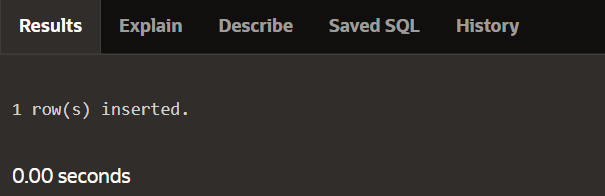 Results Explain Describe Saved SQL History
1 row(s) inserted.
0.00 seconds